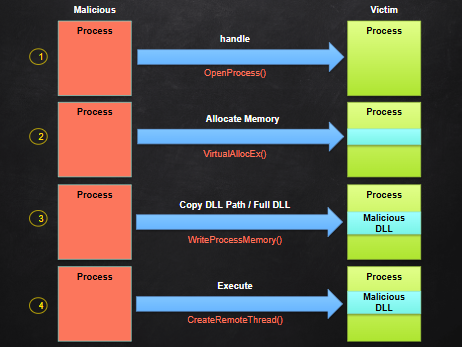 Malicious
Victim
Process
handle
Process
1
OpenProcess()
Process
Allocate Memory
Process
2
VirtualAllocEx()
Process
Copy DLL Path / Full DLL
Process
3
Malicious
DLL
WriteProcessMemory()
Process
Execute
Process
4
Malicious
DLL
CreateRemoteThread()